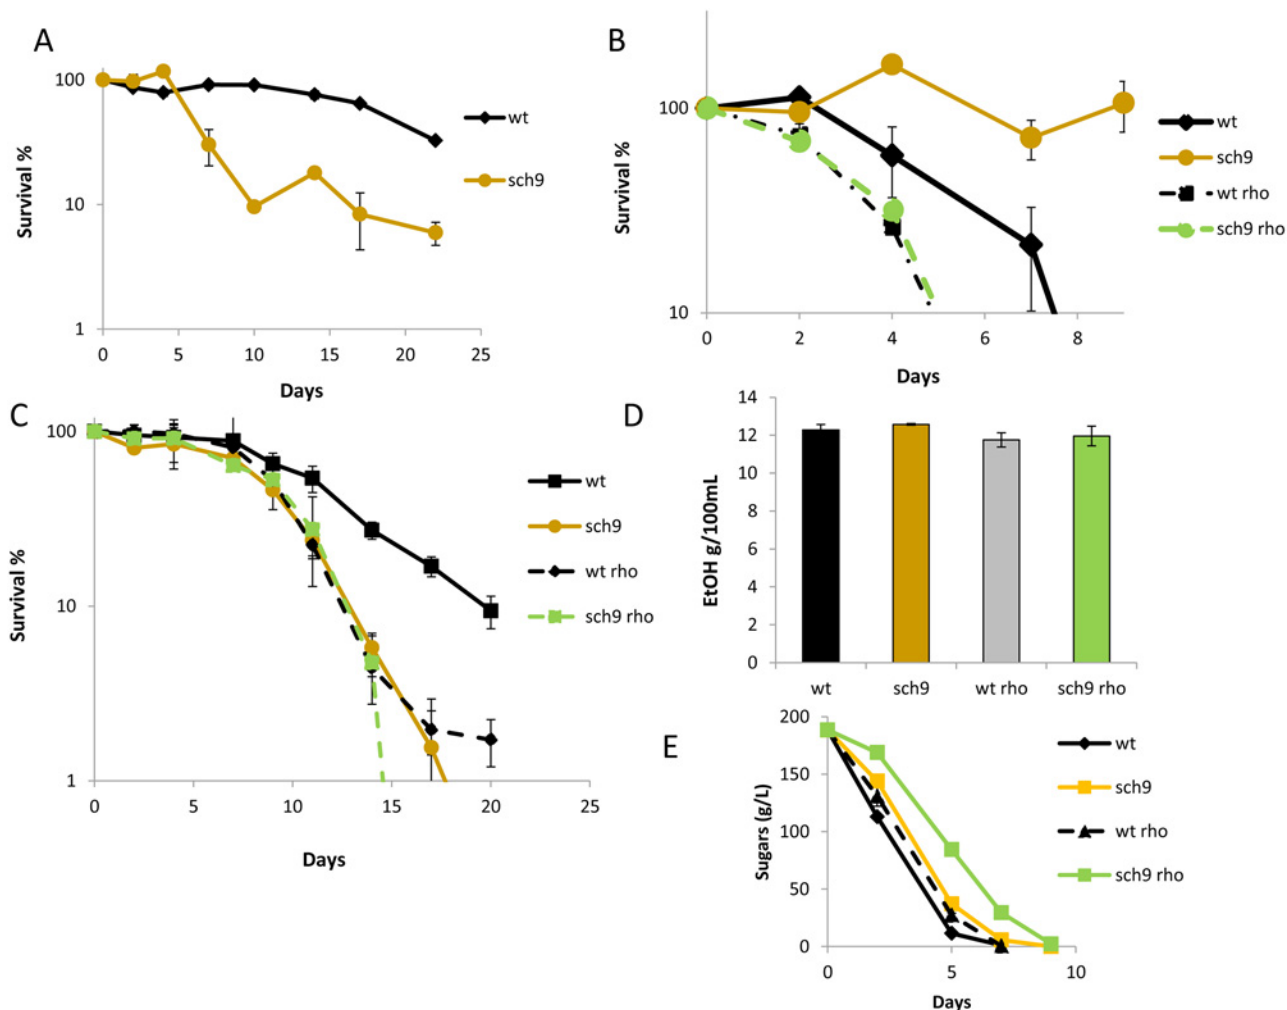 A
100
10
1
Survival %
0 5 10 15 20 25
Days
wt
sch9
B
100
10
Survival %
0 2 4 6 8
Days
wt
sch9
wt rho
sch9 rho
C
100
10
1
Survival %
0 5 10 15 20 25
Days
wt
sch9
wt rho
sch9 rho
D
14
12
10
8
6
4
2
0
EtOH g/100mL
wt sch9 wt rho sch9 rho
E
200
150
100
50
0
Sugars (g/L)
0 5 10
Days
wt
sch9
wt rho
sch9 rho